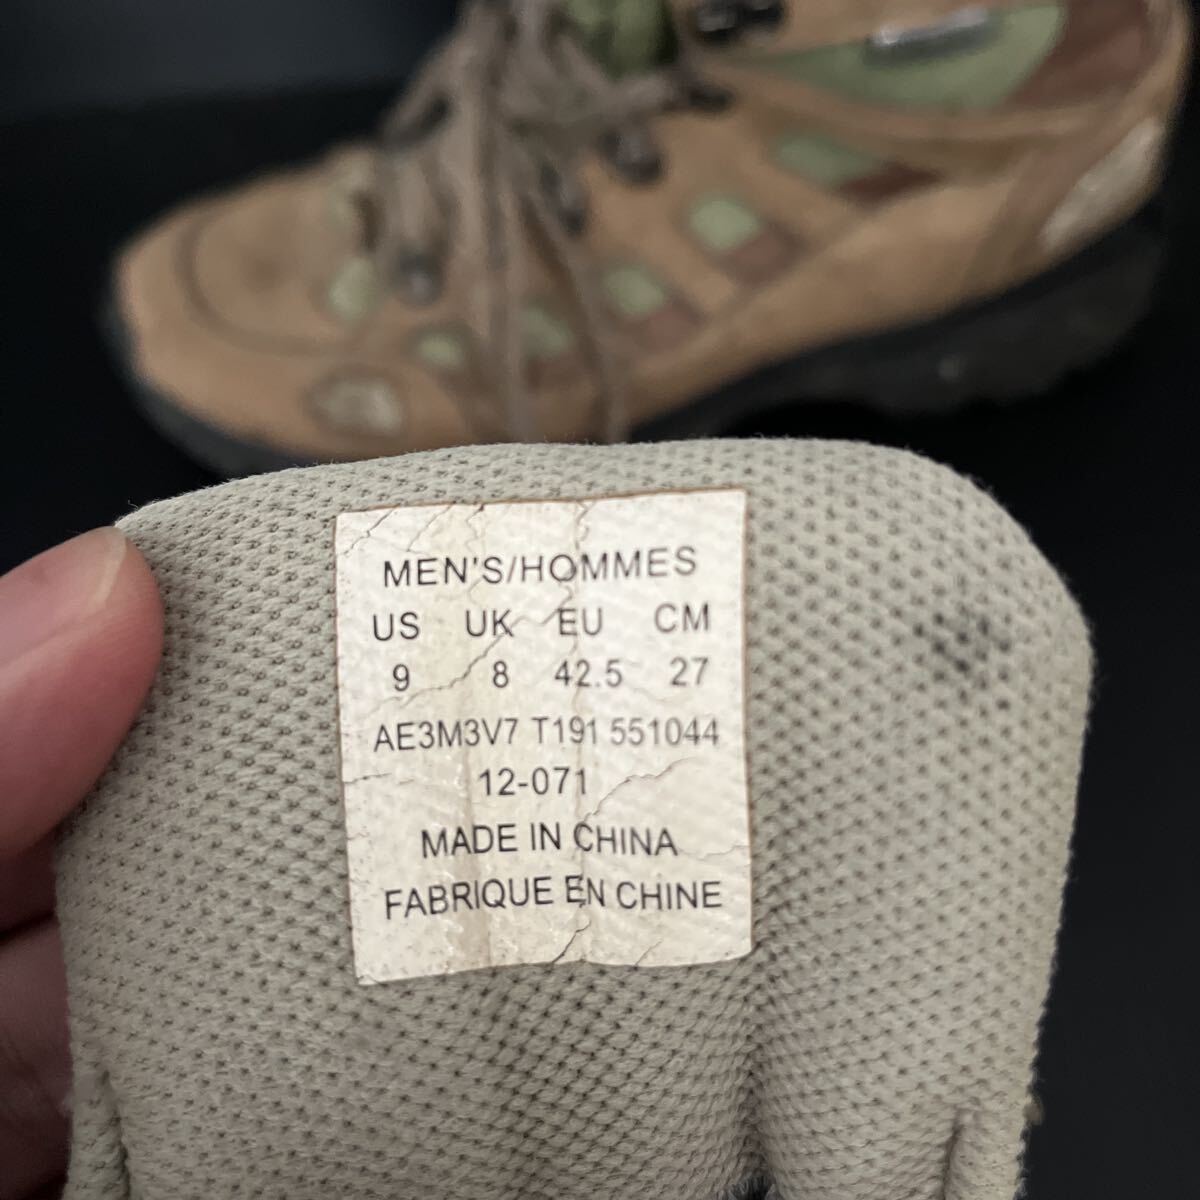 MEN'S/HOMMES
US UK EU CM
9 8 42.5 27
AE3M3V7 T191 551044
12-071
MADE IN CHINA
FABRIQUE EN CHINE